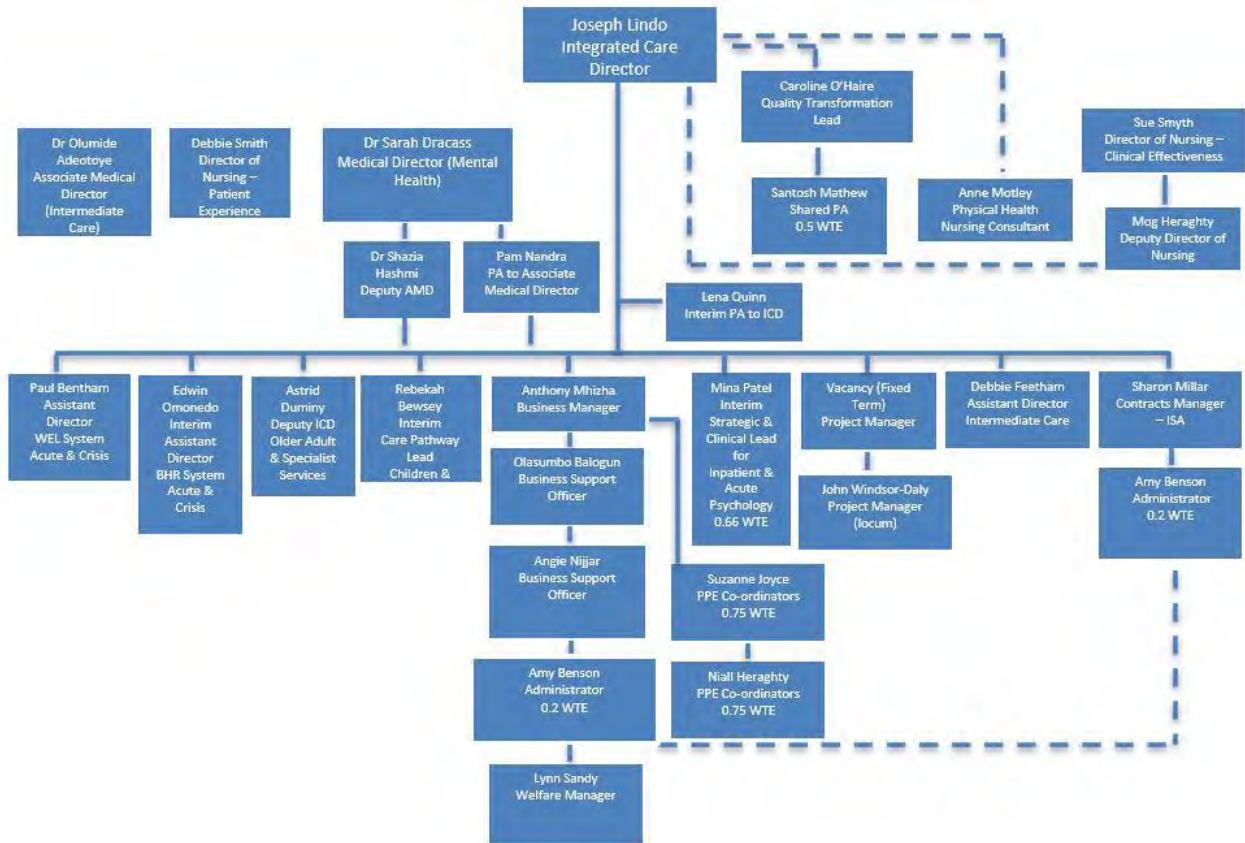 Joseph Lindo
Integrated Care
Director
Caroline O'Haire
Quality Transformation
Lead
Sue Smyth
Director of Nursing –
Clinical Effectiveness
Dr Olumide
Adeotoye
Associate Medical
Director
(Intermediate
Care)
Debbie Smith
Director of
Nursing –
Patient
Experience
Dr Sarah Dracass
Medical Director (Mental
Health)
Santosh Mathew
Shared PA
0.5 WTE
Anne Motley
Physical Health
Nursing Consultant
Mog Heraghty
Deputy Director of
Nursing
Dr Shazia
Hashmi
Deputy AMD
Pam Nandra
PA to Associate
Medical Director
Lena Quinn
Interim PA to ICD
Paul Bentham
Assistant
Director
WEL System
Acute & Crisis
Edwin
Omonedo
Interim
Assistant
Director
BHR System
Acute &
Crisis
Astrid
Duminy
Deputy ICD
Older Adult
& Specialist
Services
Rebekah
Bewsey
Interim
Care Pathway
Lead
Children &
Anthony Mhizha
Business Manager
Mina Patel
Interim
Strategic &
Clinical Lead
for
Inpatient &
Acute
Psychology
0.66 WTE
Vacancy (Fixed
Term)
Project Manager
Debbie Feetham
Assistant Director
Intermediate Care
Sharon Millar
Contracts Manager
– ISA
Olasumbo Balogun
Business Support
Officer
John Windsor-Daly
Project Manager
(locum)
Amy Benson
Administrator
0.2 WTE
Angie Nijjar
Business Support
Officer
Suzanne Joyce
PPE Co-ordinators
0.75 WTE
Amy Benson
Administrator
0.2 WTE
Niall Heraghty
PPE Co-ordinators
0.75 WTE
Lynn Sandy
Welfare Manager